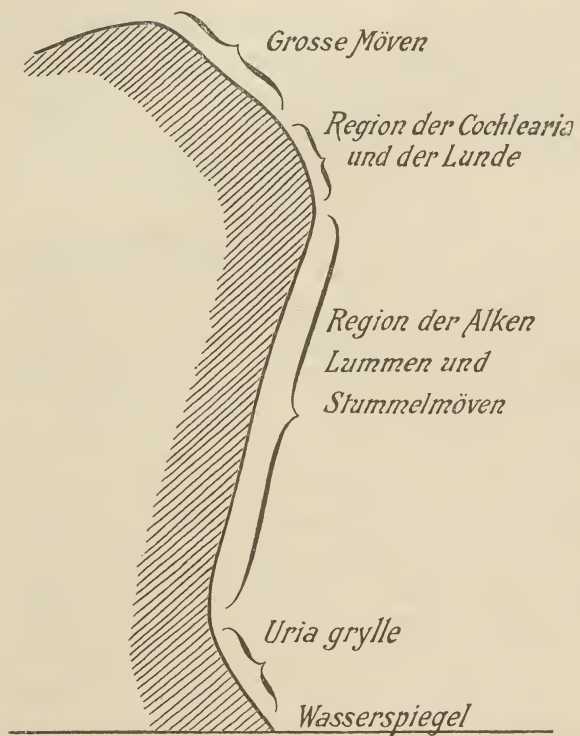 Grosse Möven
Region der Cochlearia
und der Lunde
Region der Alken
Lummen und
Stummelmöven
Uria grylle
Wasserspiegel